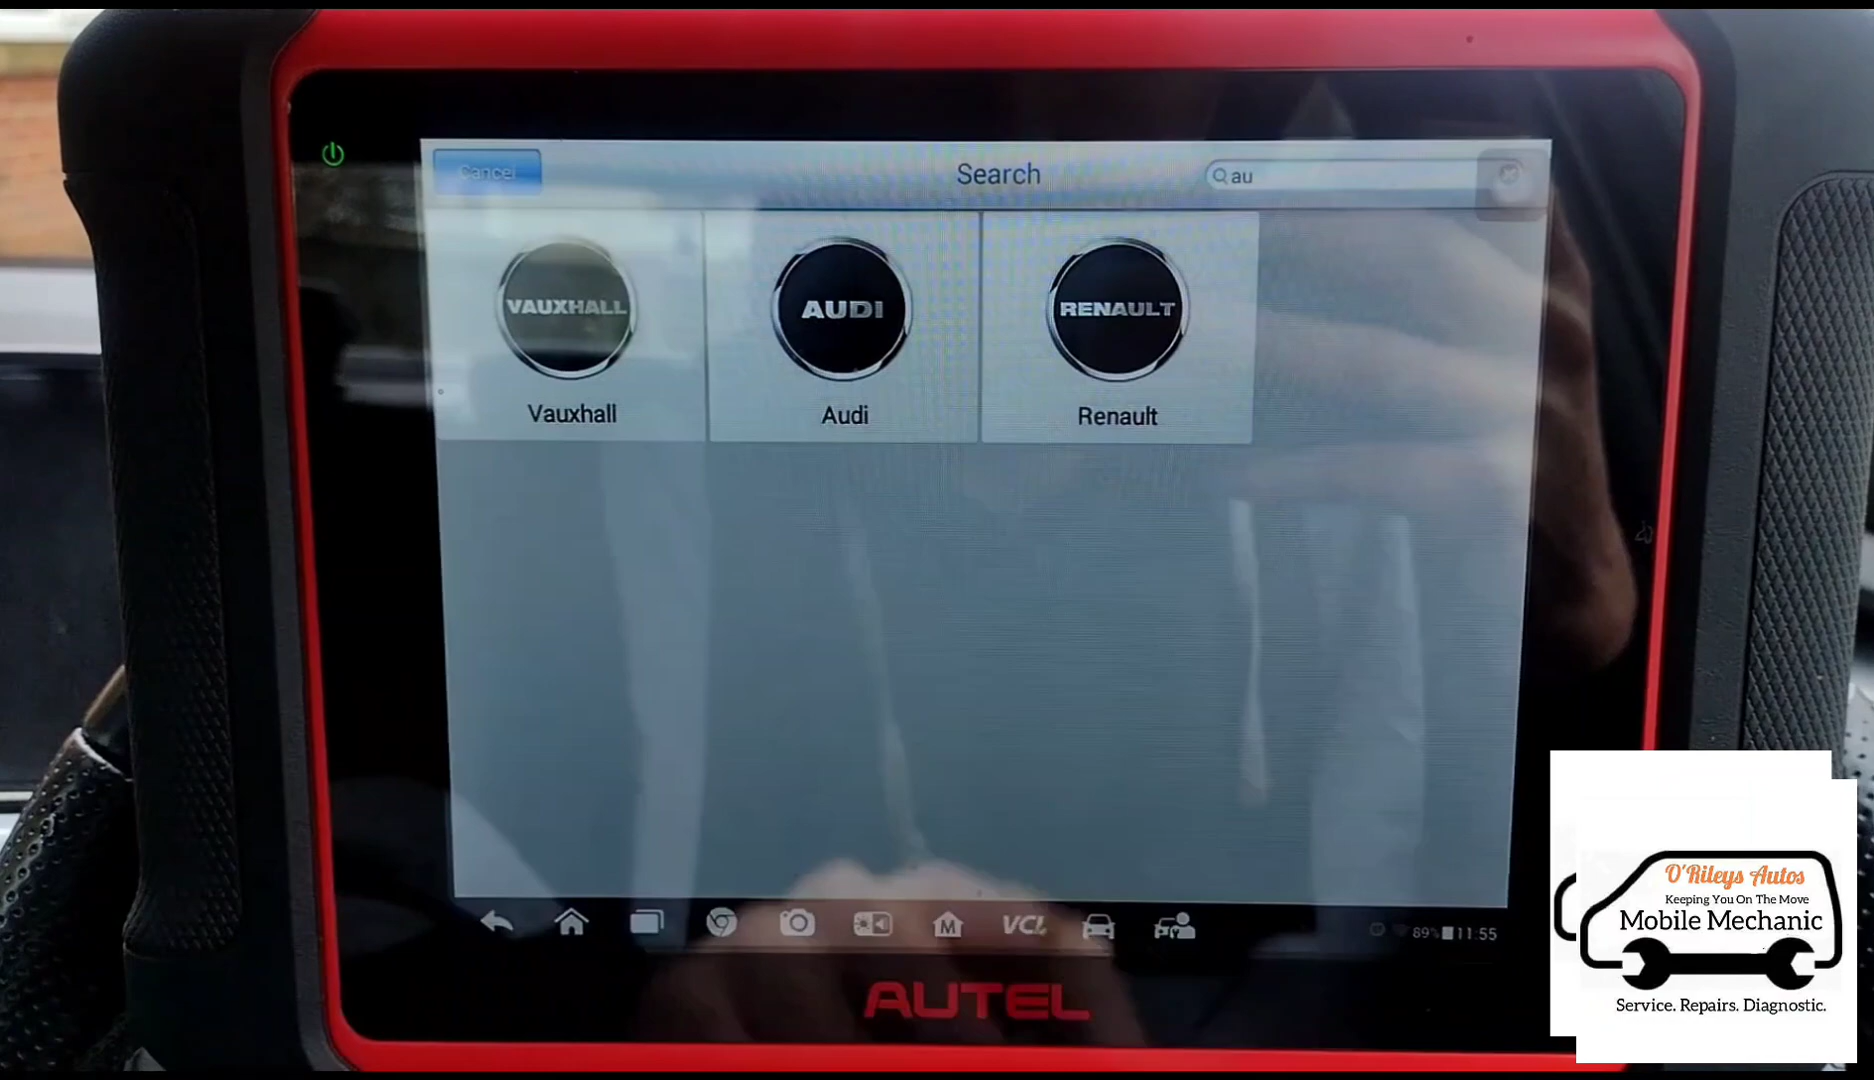 Cancel
Search
au
VAUXHALL
AUDI
RENAULT
Vauxhall
Audi
Renault
M
VCI
89% 11:55
AUTEL
O'Rileys Autos
Keeping You On The Move
Mobile Mechanic
Service. Repairs. Diagnostic.